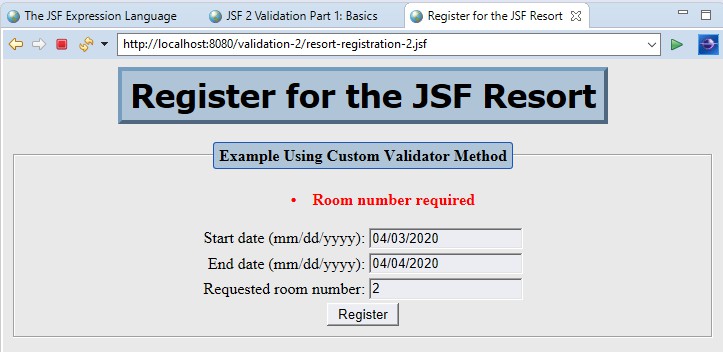 The JSF Expression Language
JSF 2 Validation Part 1: Basics
Register for the JSF Resort
http://localhost:8080/validation-2/resort-registration-2.jsf
Register for the JSF Resort
Example Using Custom Validator Method
• Room number required
Start date (mm/dd/yyyy): 04/03/2020
End date (mm/dd/yyyy): 04/04/2020
Requested room number: 2
Register